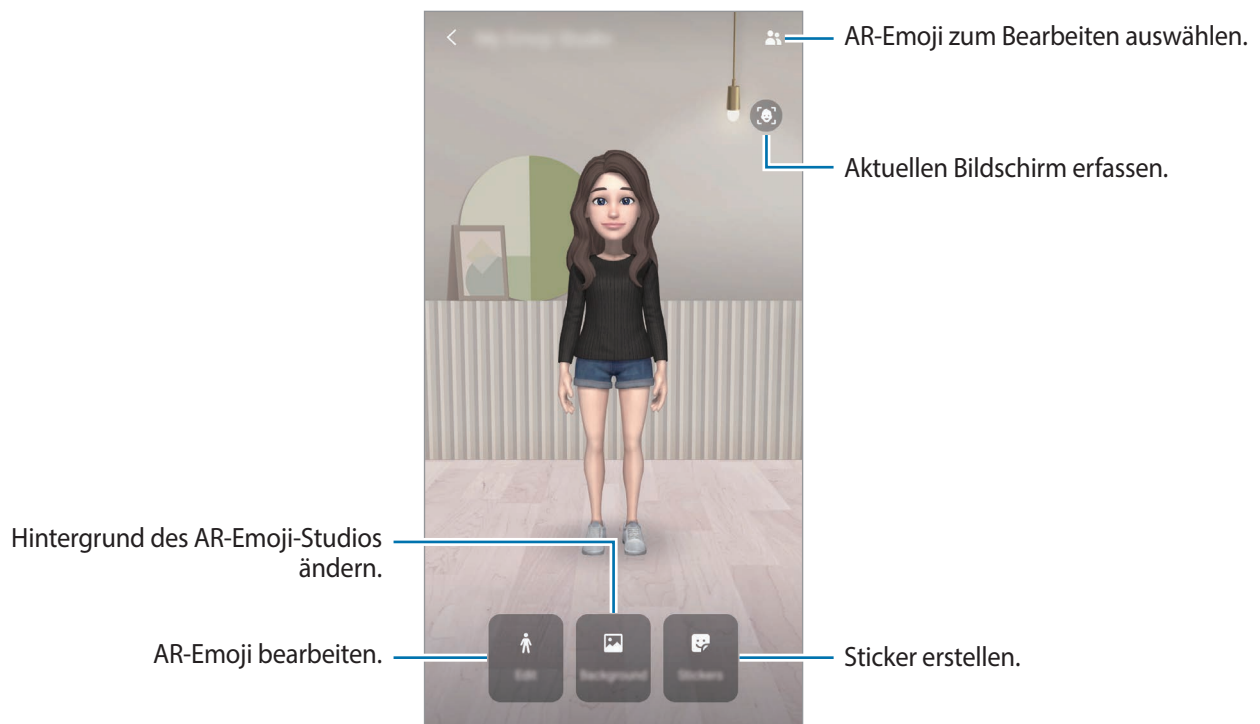 AR-Emoji zum Bearbeiten auswählen.
Aktuellen Bildschirm erfassen.
Hintergrund des AR-Emoji-Studios
ändern.
AR-Emoji bearbeiten.
Sticker erstellen.
Edit
Background
Stickers